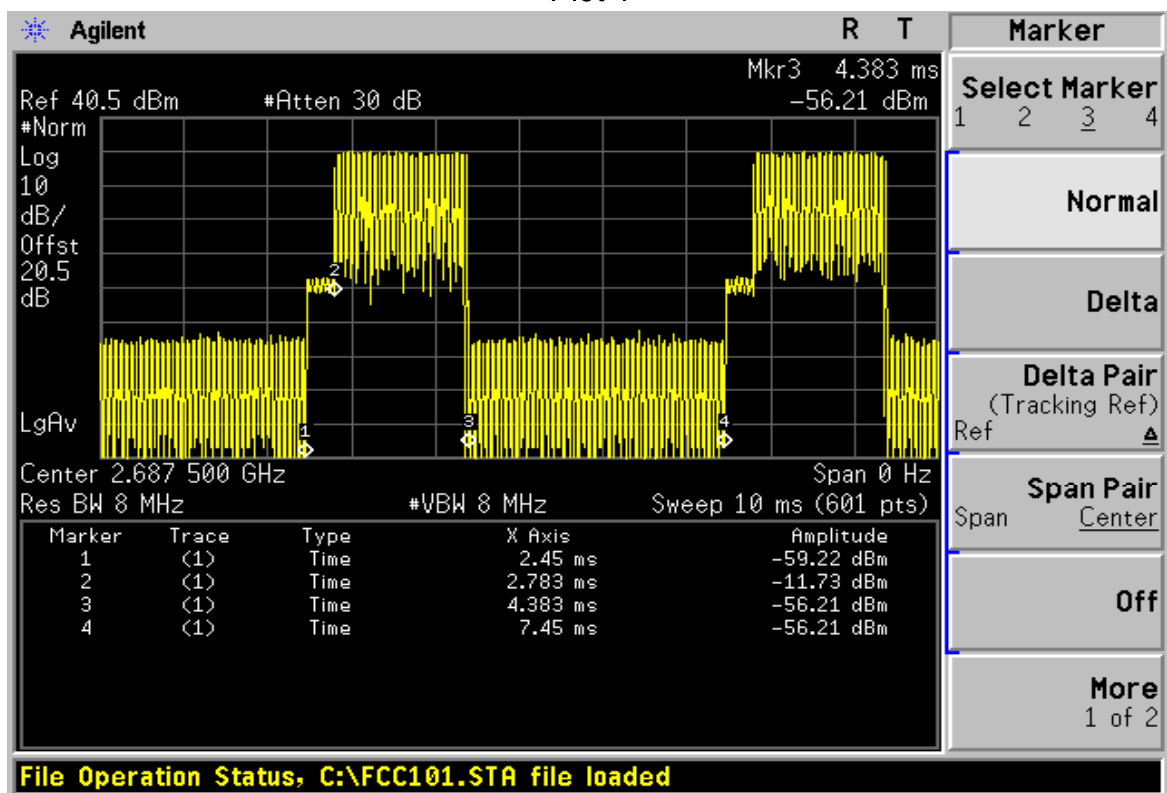 Agilent R T
Marker
Mkr3 4.383 ms
Ref 40.5 dBm #Atten 30 dB -56.21 dBm
#Norm
Log
10
dB/
Offst
20.5
dB
LgAv
2
1
3
4
Center 2.687 500 GHz Span 0 Hz
Res BW 8 MHz #VBW 8 MHz Sweep 10 ms (601 pts)
Marker Trace Type X Axis Amplitude
1 (1) Time 2.45 ms -59.22 dBm
2 (1) Time 2.783 ms -11.73 dBm
3 (1) Time 4.383 ms -56.21 dBm
4 (1) Time 7.45 ms -56.21 dBm
Select Marker
1 2 3 4
Normal
Delta
Delta Pair
(Tracking Ref)
Ref Δ
Span Pair
Span Center
Off
More
1 of 2
File Operation Status, C:\FCC101.STA file loaded